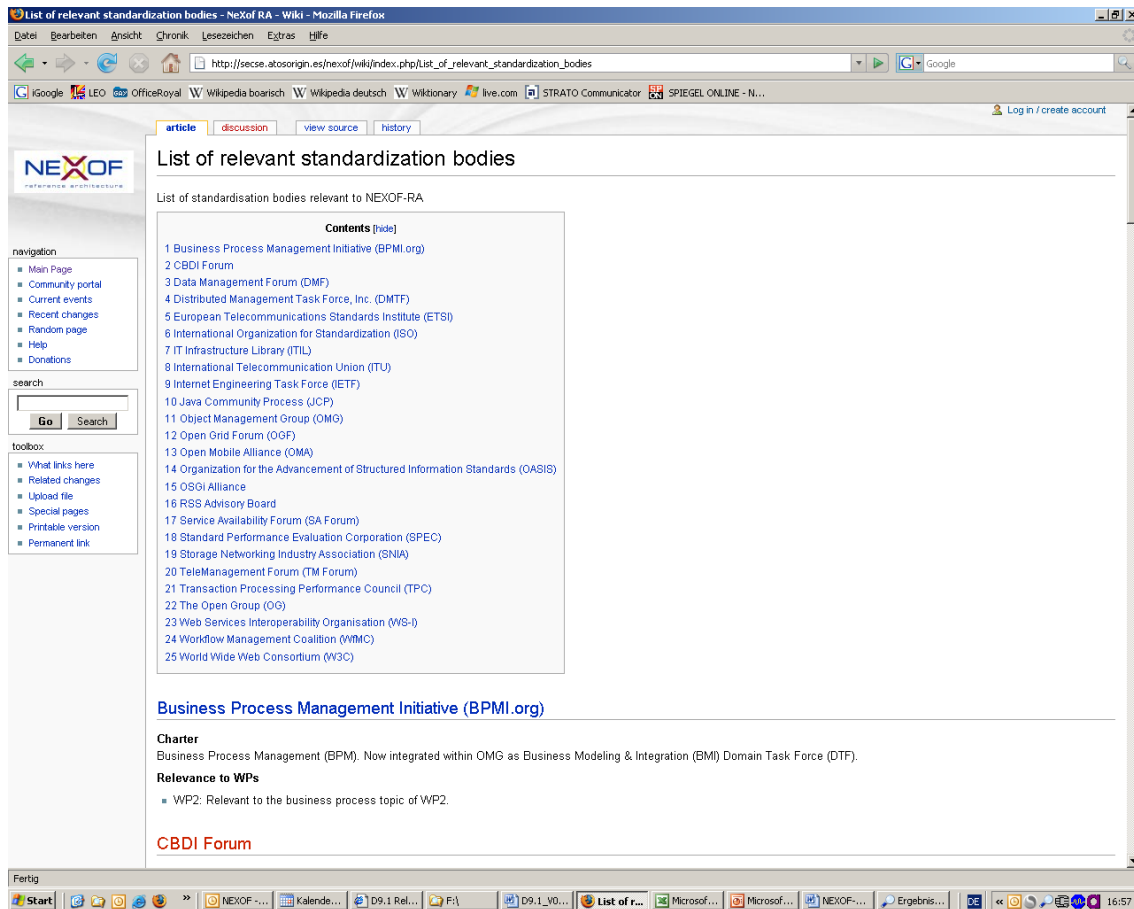 List of relevant standardization bodies - NeXof RA - Wiki - Mozilla Firefox
Datei Bearbeiten Ansicht Chronik Lesezeichen Extras Hilfe
http://secse.atosorigin.es/nexof/wiki/index.php/List_of_relevant_standardization_bodies
Google
iGoogle LEO OfficeRoyal Wikipedia boarisch Wikipedia deutsch Wiktionary live.com STRATO Communicator SPIEGEL ONLINE - N...
Log in / create account
article discussion view source history
NEXOF
reference architecture
List of relevant standardization bodies
List of standardisation bodies relevant to NEXOF-RA
Contents [hide]
1 Business Process Management Initiative (BPMI.org)
2 CBDI Forum
3 Data Management Forum (DMF)
4 Distributed Management Task Force, Inc. (DMTF)
5 European Telecommunications Standards Institute (ETSI)
6 International Organization for Standardization (ISO)
7 IT Infrastructure Library (ITIL)
8 International Telecommunication Union (ITU)
9 Internet Engineering Task Force (IETF)
10 Java Community Process (JCP)
11 Object Management Group (OMG)
12 Open Grid Forum (OGF)
13 Open Mobile Alliance (OMA)
14 Organization for the Advancement of Structured Information Standards (OASIS)
15 OSGi Alliance
16 RSS Advisory Board
17 Service Availability Forum (SA Forum)
18 Standard Performance Evaluation Corporation (SPEC)
19 Storage Networking Industry Association (SNIA)
20 TeleManagement Forum (TM Forum)
21 Transaction Processing Performance Council (TPC)
22 The Open Group (OG)
23 Web Services Interoperability Organisation (WS-I)
24 Workflow Management Coalition (WfMC)
25 World Wide Web Consortium (W3C)
navigation
Main Page
Community portal
Current events
Recent changes
Random page
Help
Donations
search
Go Search
toolbox
What links here
Related changes
Upload file
Special pages
Printable version
Permanent link
Business Process Management Initiative (BPMI.org)
Charter
Business Process Management (BPM). Now integrated within OMG as Business Modeling & Integration (BMI) Domain Task Force (DTF).
Relevance to WPs
WP2: Relevant to the business process topic of WP2.
CBDI Forum
Fertig
Start » NEXOF -... Kalende... D9.1 Rel... F:\ D9.1_V0... List of r... Microsof... Microsof... NEXOF-... Ergebnis... DE « 16:57